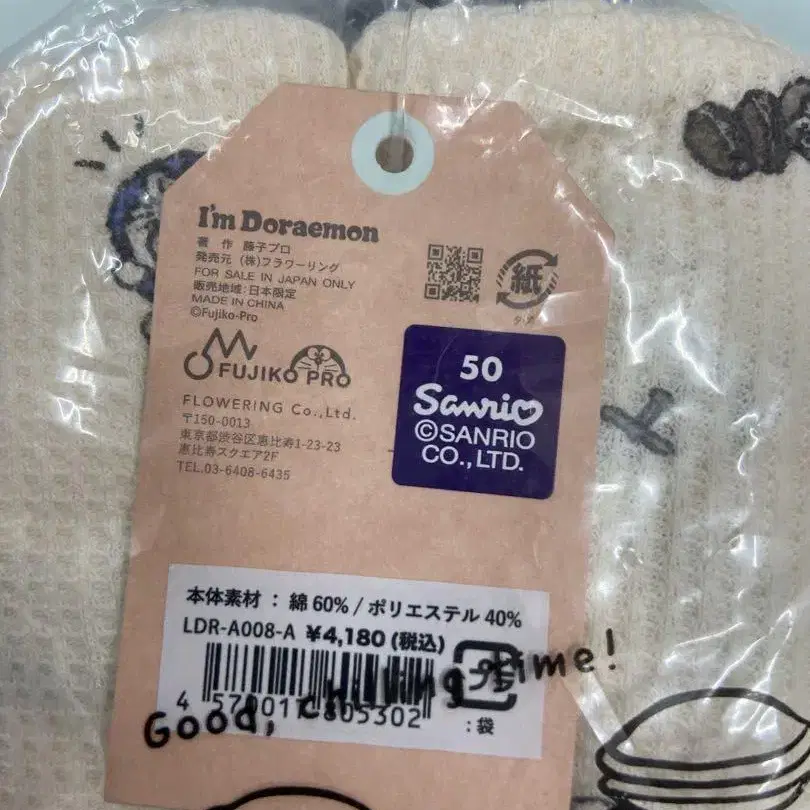 I'm Doraemon
著 作 藤子プロ
発売元 (株)フラワーリング
FOR SALE IN JAPAN ONLY
販売地域:日本限定
MADE IN CHINA
©Fujiko-Pro
紙
タ・グ
FUJIKO PRO
FLOWERING Co.,Ltd.
〒150-0013
東京都渋谷区恵比寿1-23-23
恵比寿スクエア2F
TEL.03-6408-6435
50
Sanrio
©SANRIO
CO.,LTD.
本体素材 : 綿 60% / ポリエステル 40%
LDR-A008-A ¥4,180 (税込)
プラ
:袋
Good, chilling time!